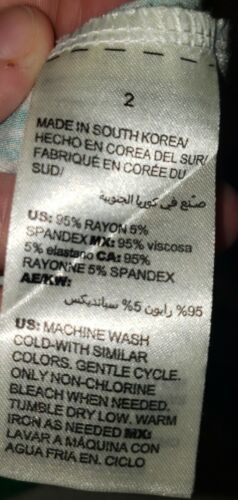 2
MADE IN SOUTH KOREA/
HECHO EN COREA DEL SUR/
FABRIQUÉ EN CORÉE DU
SUD/
صنع في كوريا الجنوبية
US: 95% RAYON 5%
SPANDEX MX: 95% viscosa
5% elastano CA: 95%
RAYONNE 5% SPANDEX
AE/KW:
95% رايون 5% سبانديكس
US: MACHINE WASH
COLD-WITH SIMILAR
COLORS. GENTLE CYCLE.
ONLY NON-CHLORINE
BLEACH WHEN NEEDED.
TUMBLE DRY LOW. WARM
IRON AS NEEDED MX:
LAVAR A MÁQUINA CON
AGUA FRIA EN. CICLO